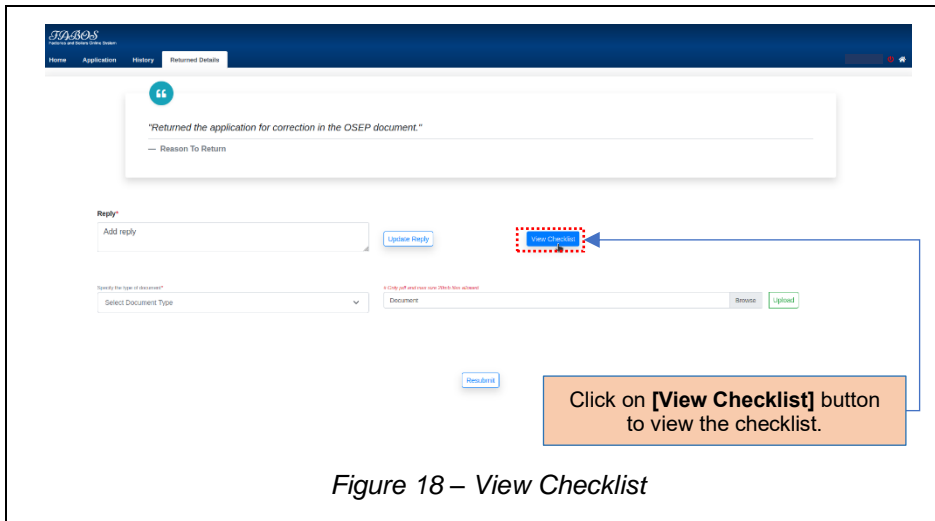 FABOS
Factories and Boilers Online System
Home Application History Returned Details
"Returned the application for correction in the OSEP document."
— Reason To Return
Reply*
Add reply
Update Reply
View Checklist
Specify the type of document*
Select Document Type
Document
Browse
Upload
Resubmit
Click on [View Checklist] button
to view the checklist.
Figure 18 – View Checklist